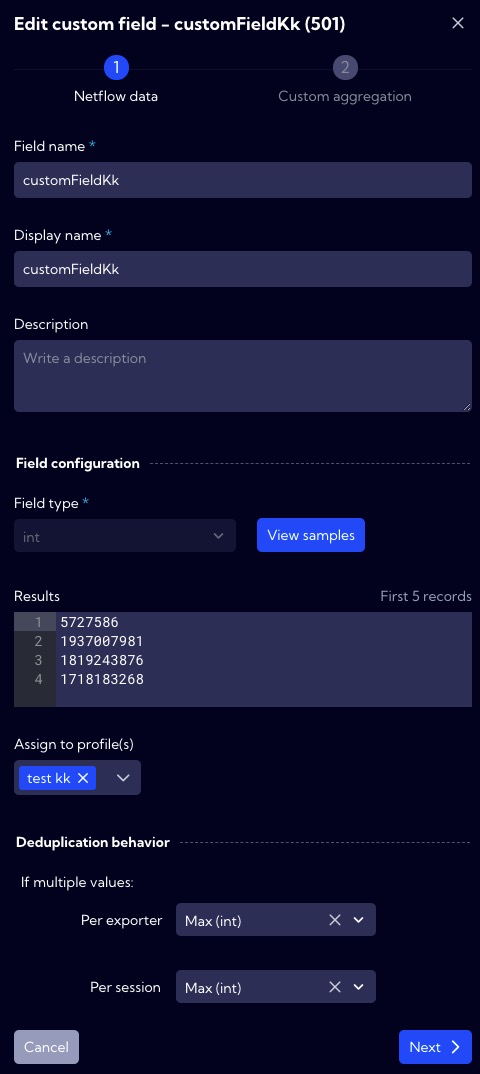 Edit custom field - customFieldKk (501)
1
2
Netflow data
Custom aggregation
Field name *
customFieldKk
Display name *
customFieldKk
Description
Write a description
Field configuration
Field type *
int
View samples
Results
First 5 records
1 5727586
2 1937007981
3 1819243876
4 1718183268
Assign to profile(s)
test kk
Deduplication behavior
If multiple values:
Per exporter
Max (int)
Per session
Max (int)
Cancel
Next